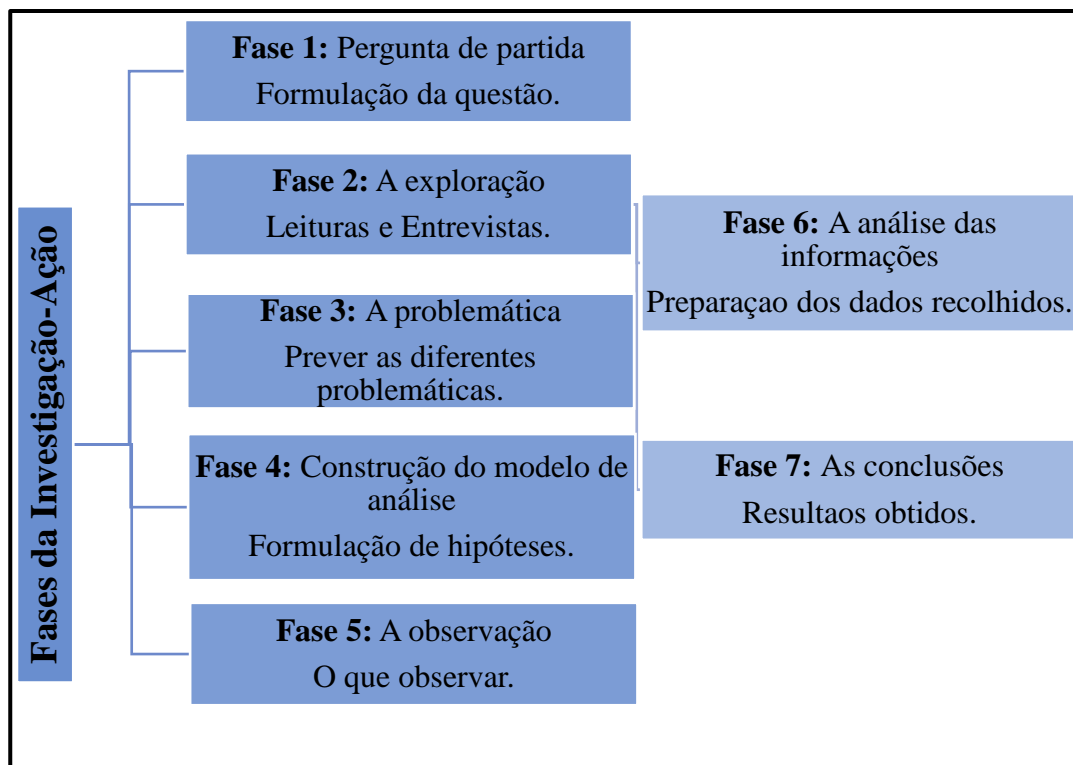 Fases da Investigação-Ação
Fase 1: Pergunta de partida
Formulação da questão.
Fase 2: A exploração
Leituras e Entrevistas.
Fase 3: A problemática
Prever as diferentes
problemáticas.
Fase 4: Construção do modelo de
análise
Formulação de hipóteses.
Fase 5: A observação
O que observar.
Fase 6: A análise das
informações
Preparaçao dos dados recolhidos.
Fase 7: As conclusões
Resultaos obtidos.